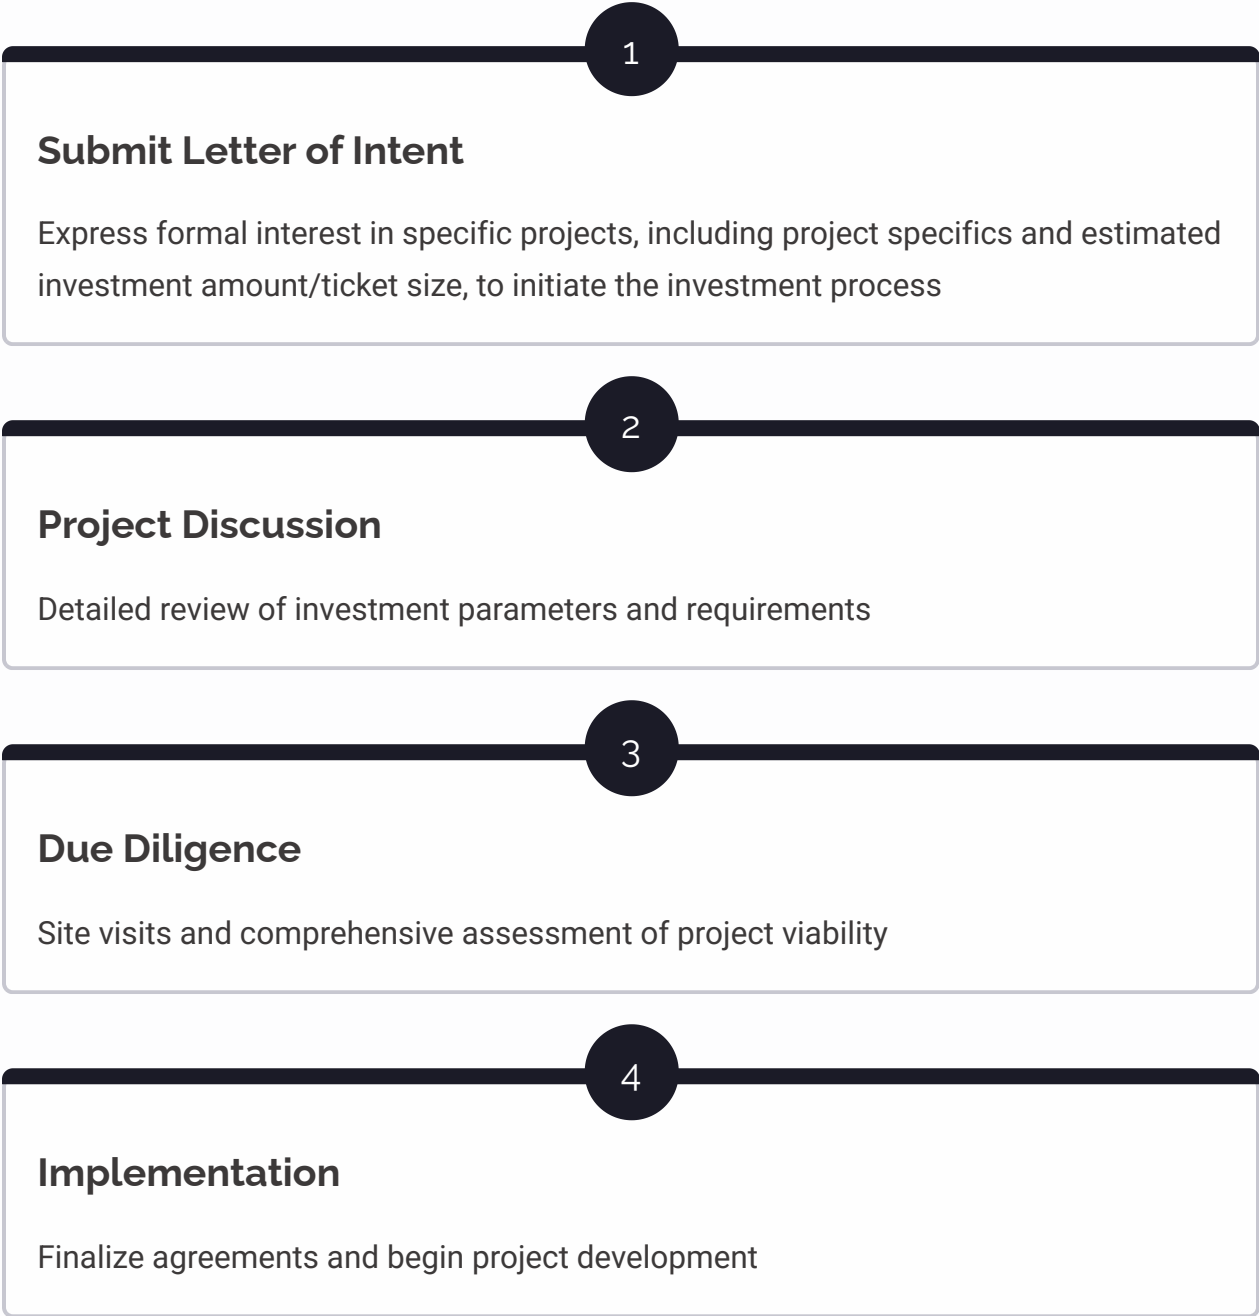 1
Submit Letter of Intent
Express formal interest in specific projects, including project specifics and estimated
investment amount/ticket size, to initiate the investment process
2
Project Discussion
Detailed review of investment parameters and requirements
3
Due Diligence
Site visits and comprehensive assessment of project viability
4
Implementation
Finalize agreements and begin project development